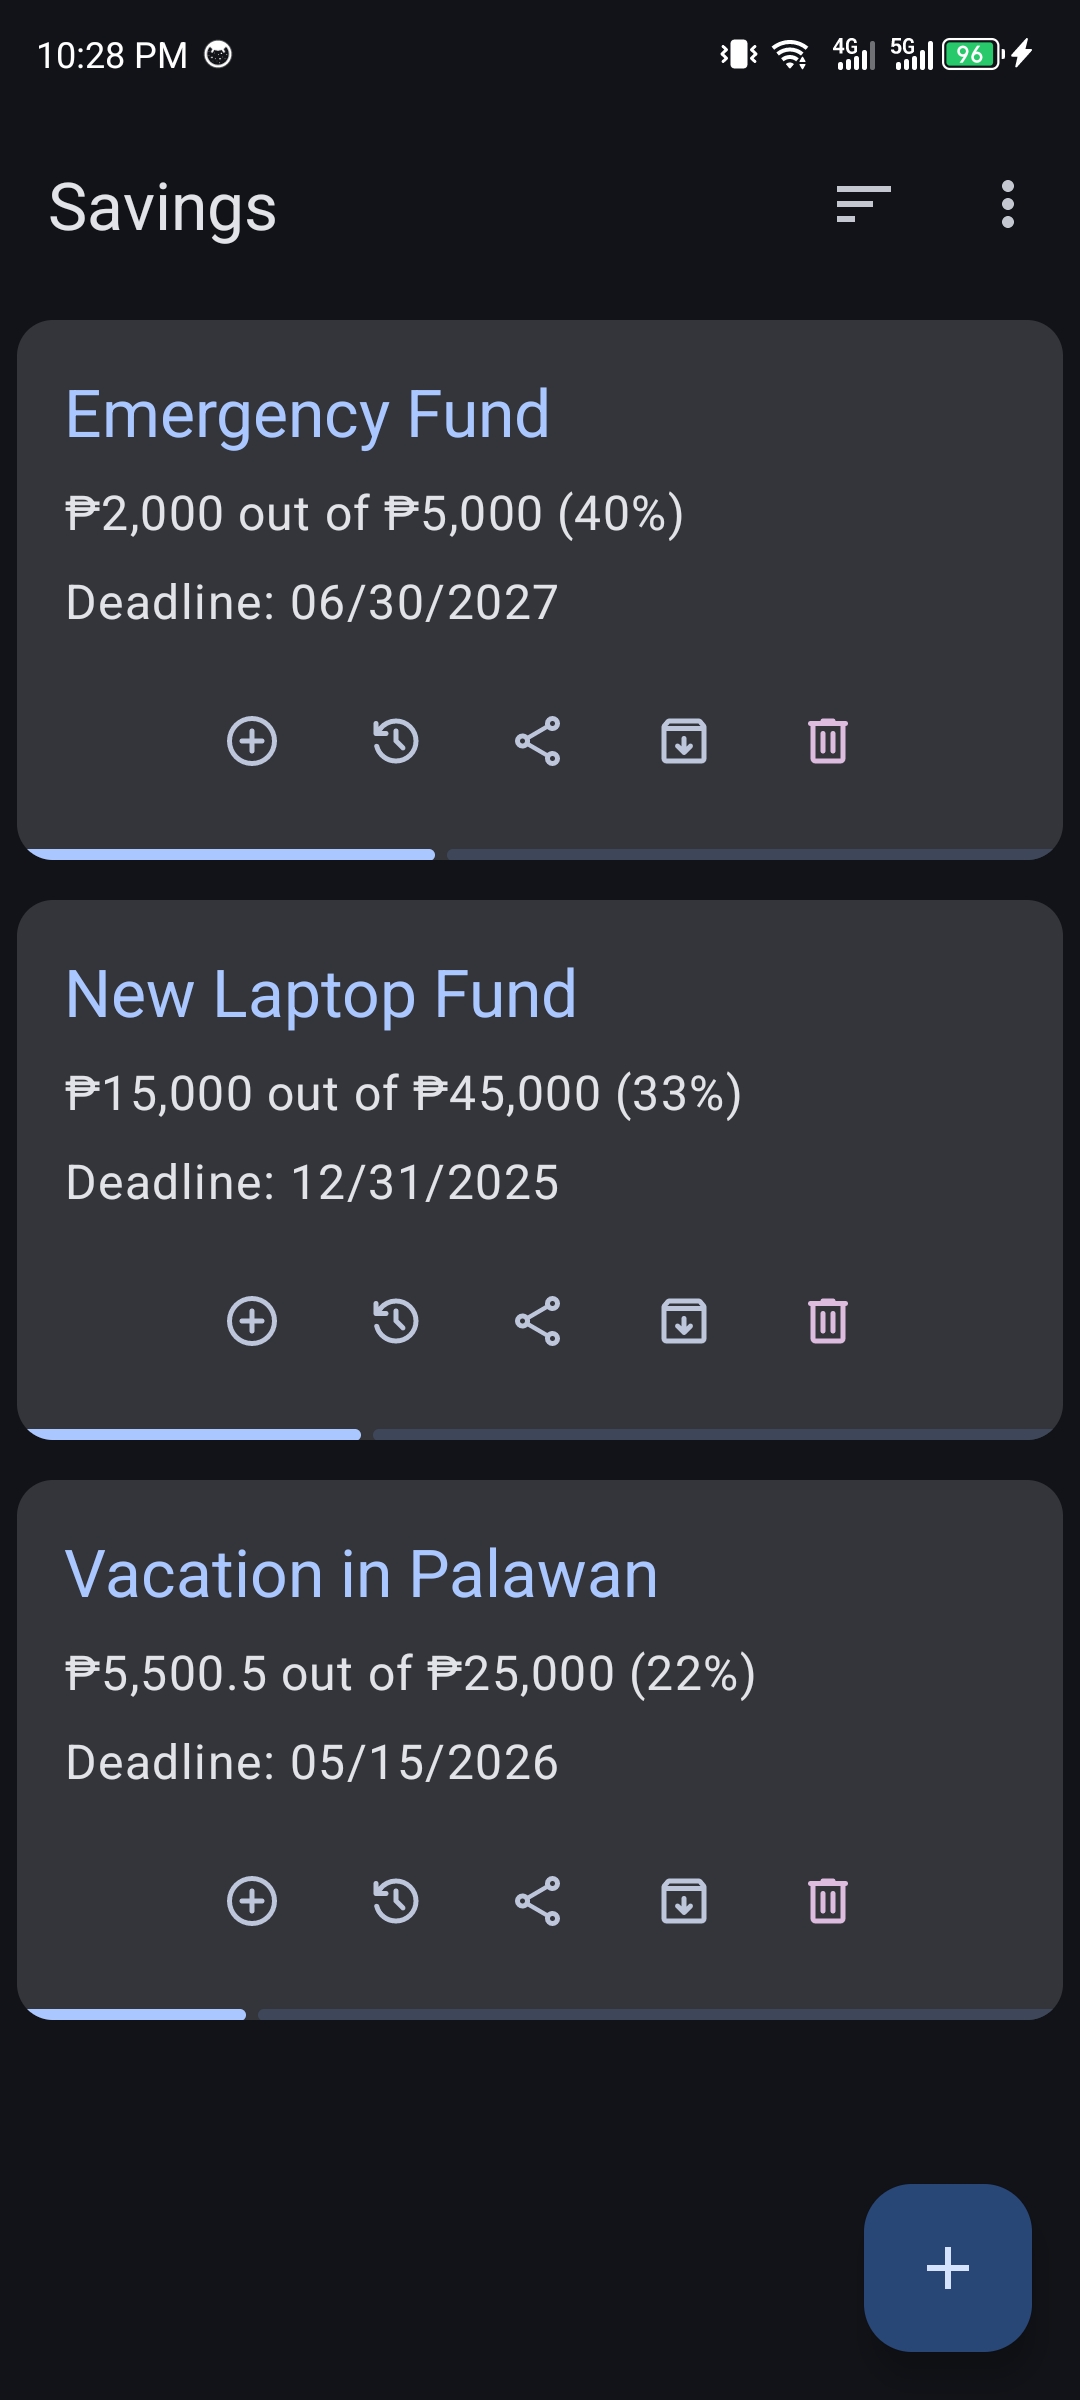 10:28 PM
4G 5G 96
Savings
Emergency Fund
₱2,000 out of ₱5,000 (40%)
Deadline: 06/30/2027
New Laptop Fund
₱15,000 out of ₱45,000 (33%)
Deadline: 12/31/2025
Vacation in Palawan
₱5,500.5 out of ₱25,000 (22%)
Deadline: 05/15/2026